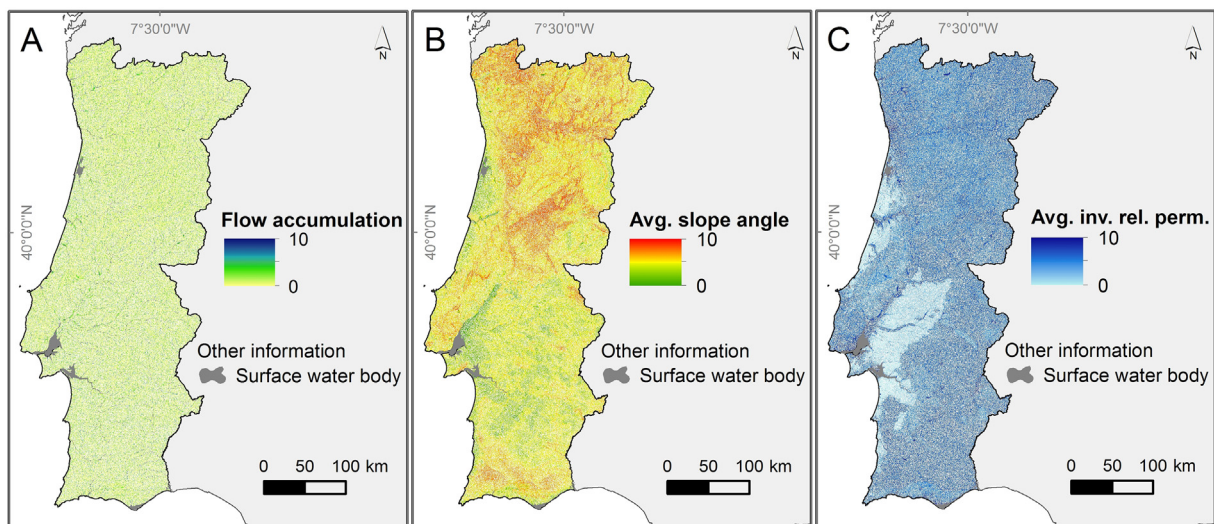 A
7°30'0"W
N
40°0'0"N
Flow accumulation
10
0
Other information
Surface water body
0 50 100 km
B
7°30'0"W
N
Avg. slope angle
10
0
Other information
Surface water body
0 50 100 km
C
7°30'0"W
N
40°0'0"N
Avg. inv. rel. perm.
10
0
Other information
Surface water body
0 50 100 km